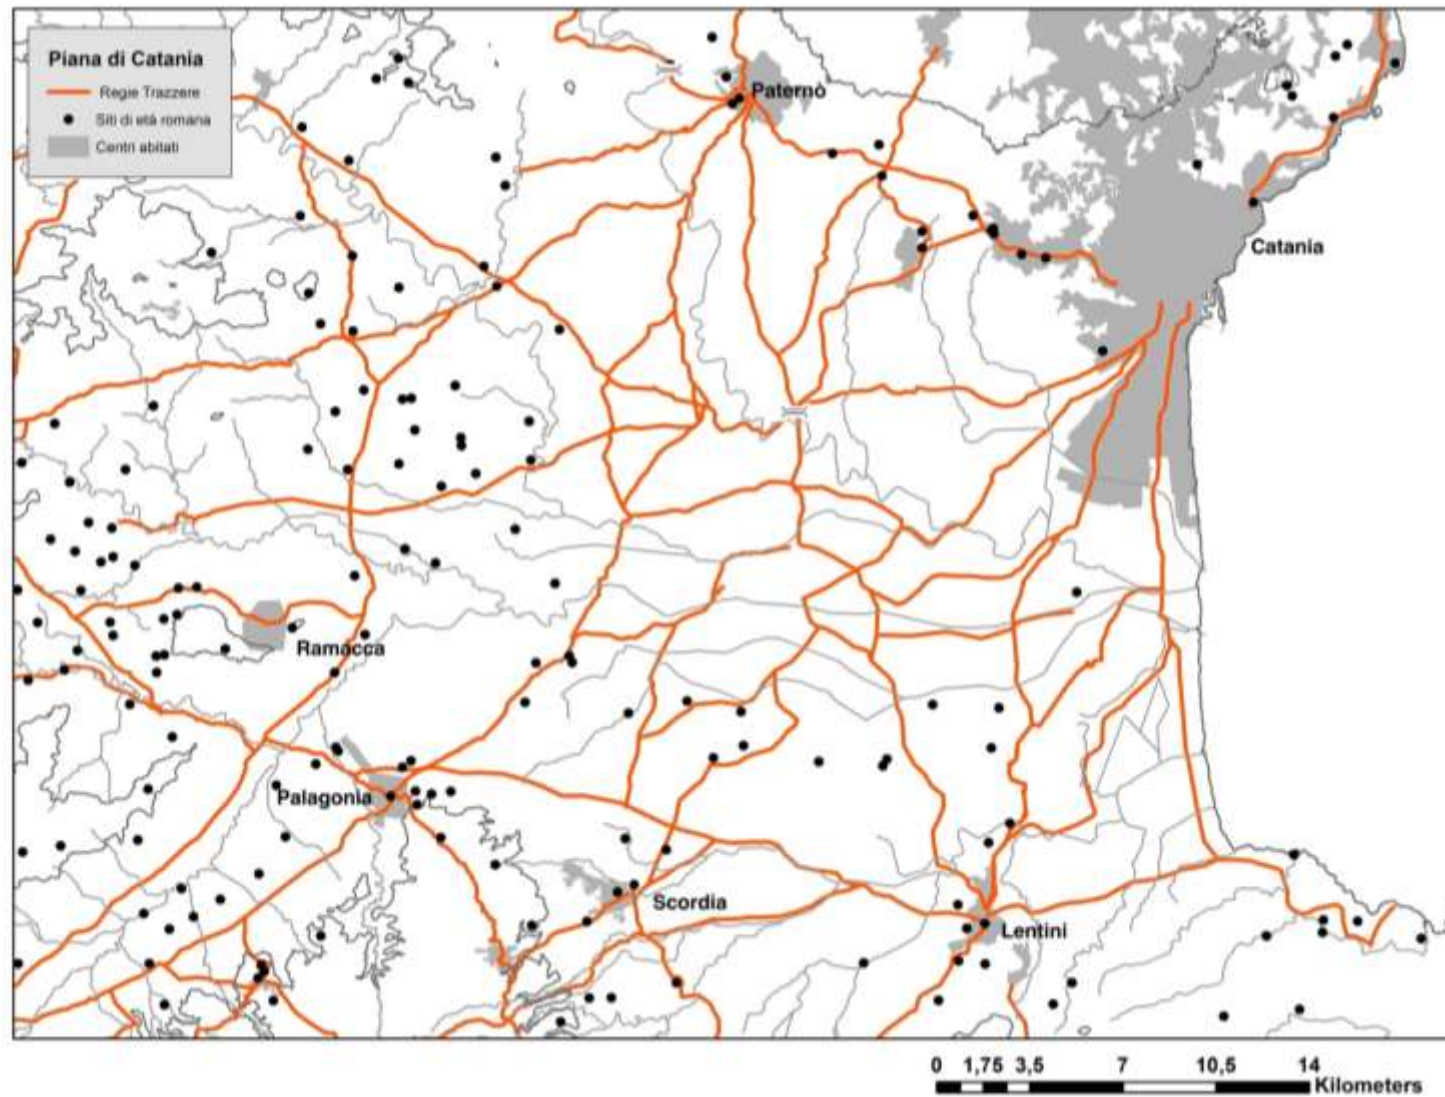 Piana di Catania
Regie Trazzere
Siti di età romana
Centri abitati
Paternò
Catania
Ramacca
Palagonia
Scordia
Lentini
0 1,75 3,5 7 10,5 14
Kilometers